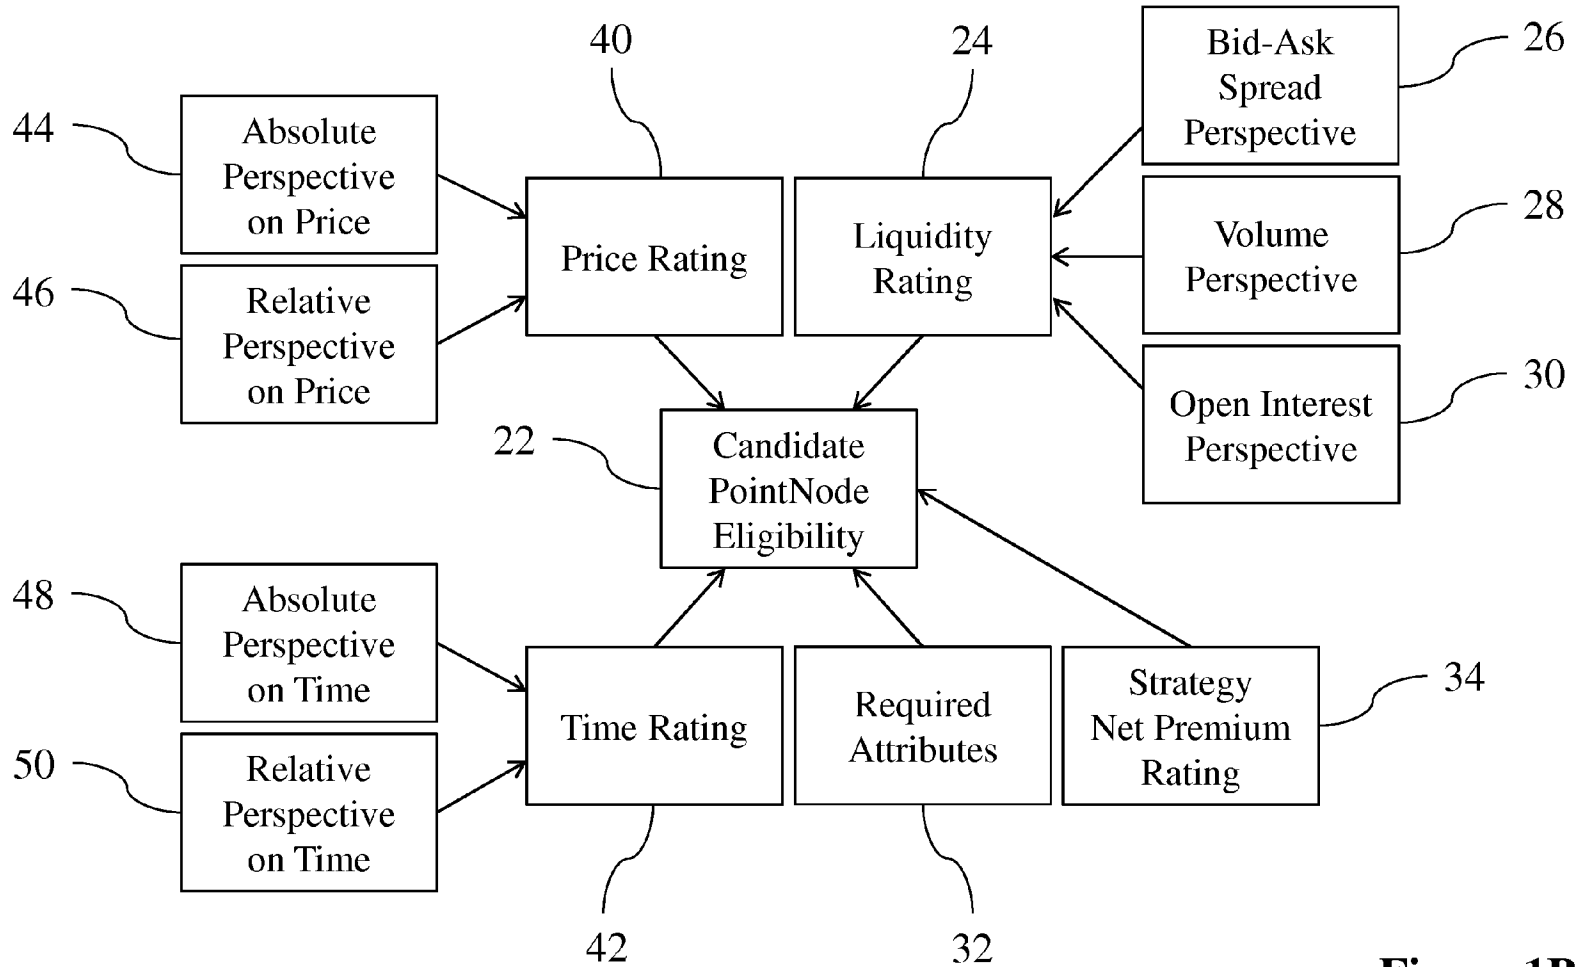 40
24
Bid-Ask
Spread
Perspective
26
44
Absolute
Perspective
on Price
Price Rating
Liquidity
Rating
Volume
Perspective
28
46
Relative
Perspective
on Price
Open Interest
Perspective
30
22
Candidate
PointNode
Eligibility
48
Absolute
Perspective
on Time
Time Rating
Required
Attributes
Strategy
Net Premium
Rating
34
50
Relative
Perspective
on Time
42
32
Figure 1B